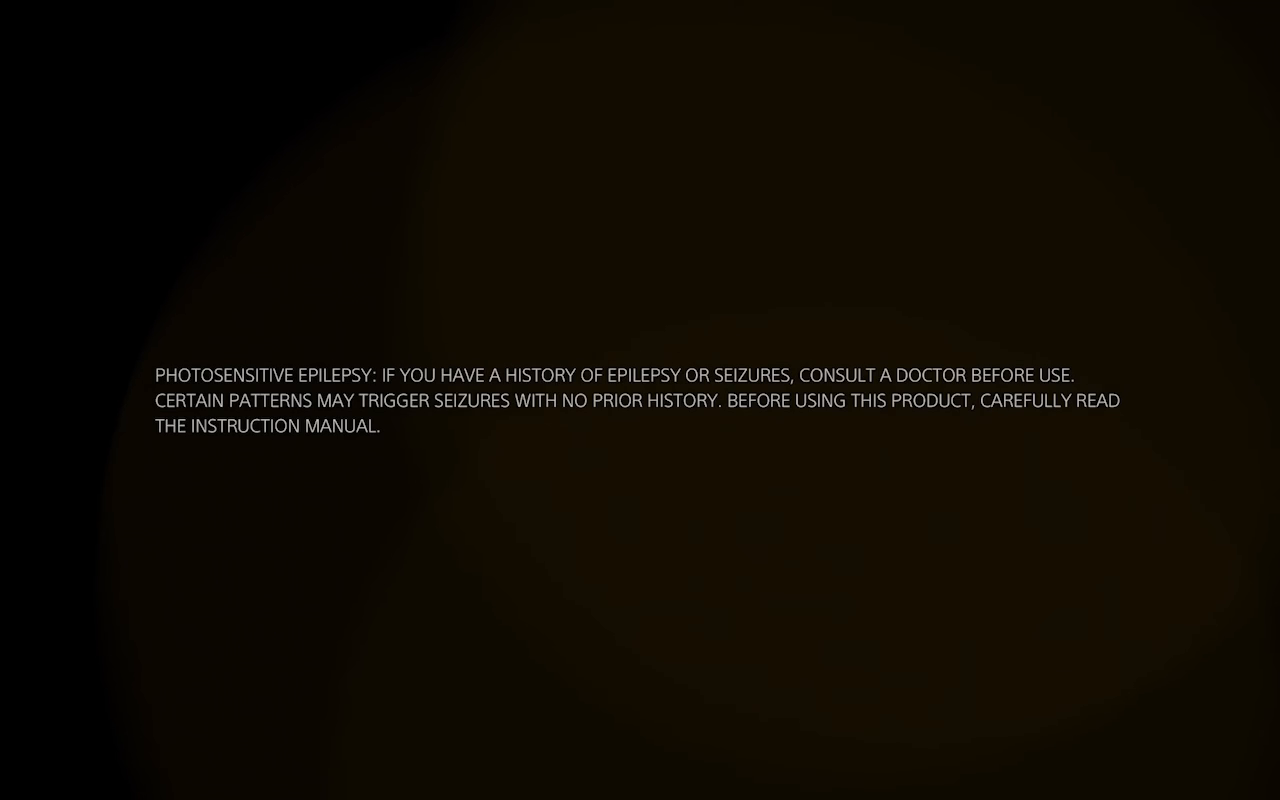 PHOTOSENSITIVE EPILEPSY: IF YOU HAVE A HISTORY OF EPILEPSY OR SEIZURES, CONSULT A DOCTOR BEFORE USE.
CERTAIN PATTERNS MAY TRIGGER SEIZURES WITH NO PRIOR HISTORY. BEFORE USING THIS PRODUCT, CAREFULLY READ
THE INSTRUCTION MANUAL.